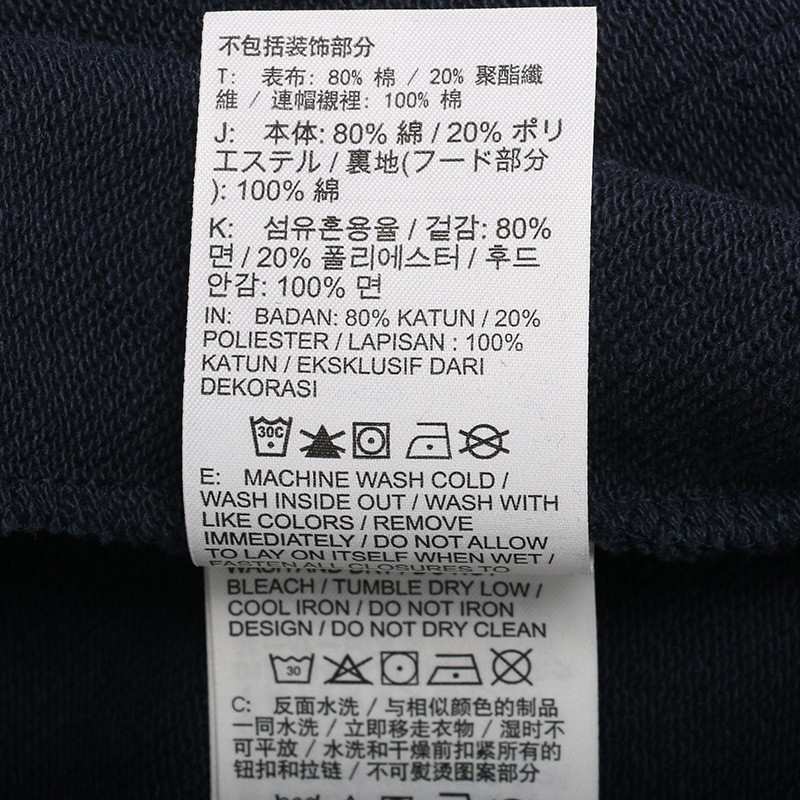 不包括装饰部分
T: 表布: 80% 棉 / 20% 聚酯纖
維 / 連帽襯裡: 100% 棉
J: 本体: 80% 綿 / 20% ポリ
エステル / 裏地(フード部分
): 100% 綿
K: 섬유혼용율 / 겉감: 80%
면 / 20% 폴리에스터 / 후드
안감: 100% 면
IN: BADAN: 80% KATUN / 20%
POLIESTER / LAPISAN : 100%
KATUN / EKSKLUSIF DARI
DEKORASI
30C
E: MACHINE WASH COLD /
WASH INSIDE OUT / WASH WITH
LIKE COLORS / REMOVE
IMMEDIATELY / DO NOT ALLOW
TO LAY ON ITSELF WHEN WET /
FASTEN ALL CLOSURES TO
BLEACH / TUMBLE DRY LOW /
COOL IRON / DO NOT IRON
DESIGN / DO NOT DRY CLEAN
30
C: 反面水洗 / 与相似颜色的制品
一同水洗 / 立即移走衣物 / 湿时不
可平放 / 水洗和干燥前扣紧所有的
钮扣和拉链 / 不可熨烫图案部分